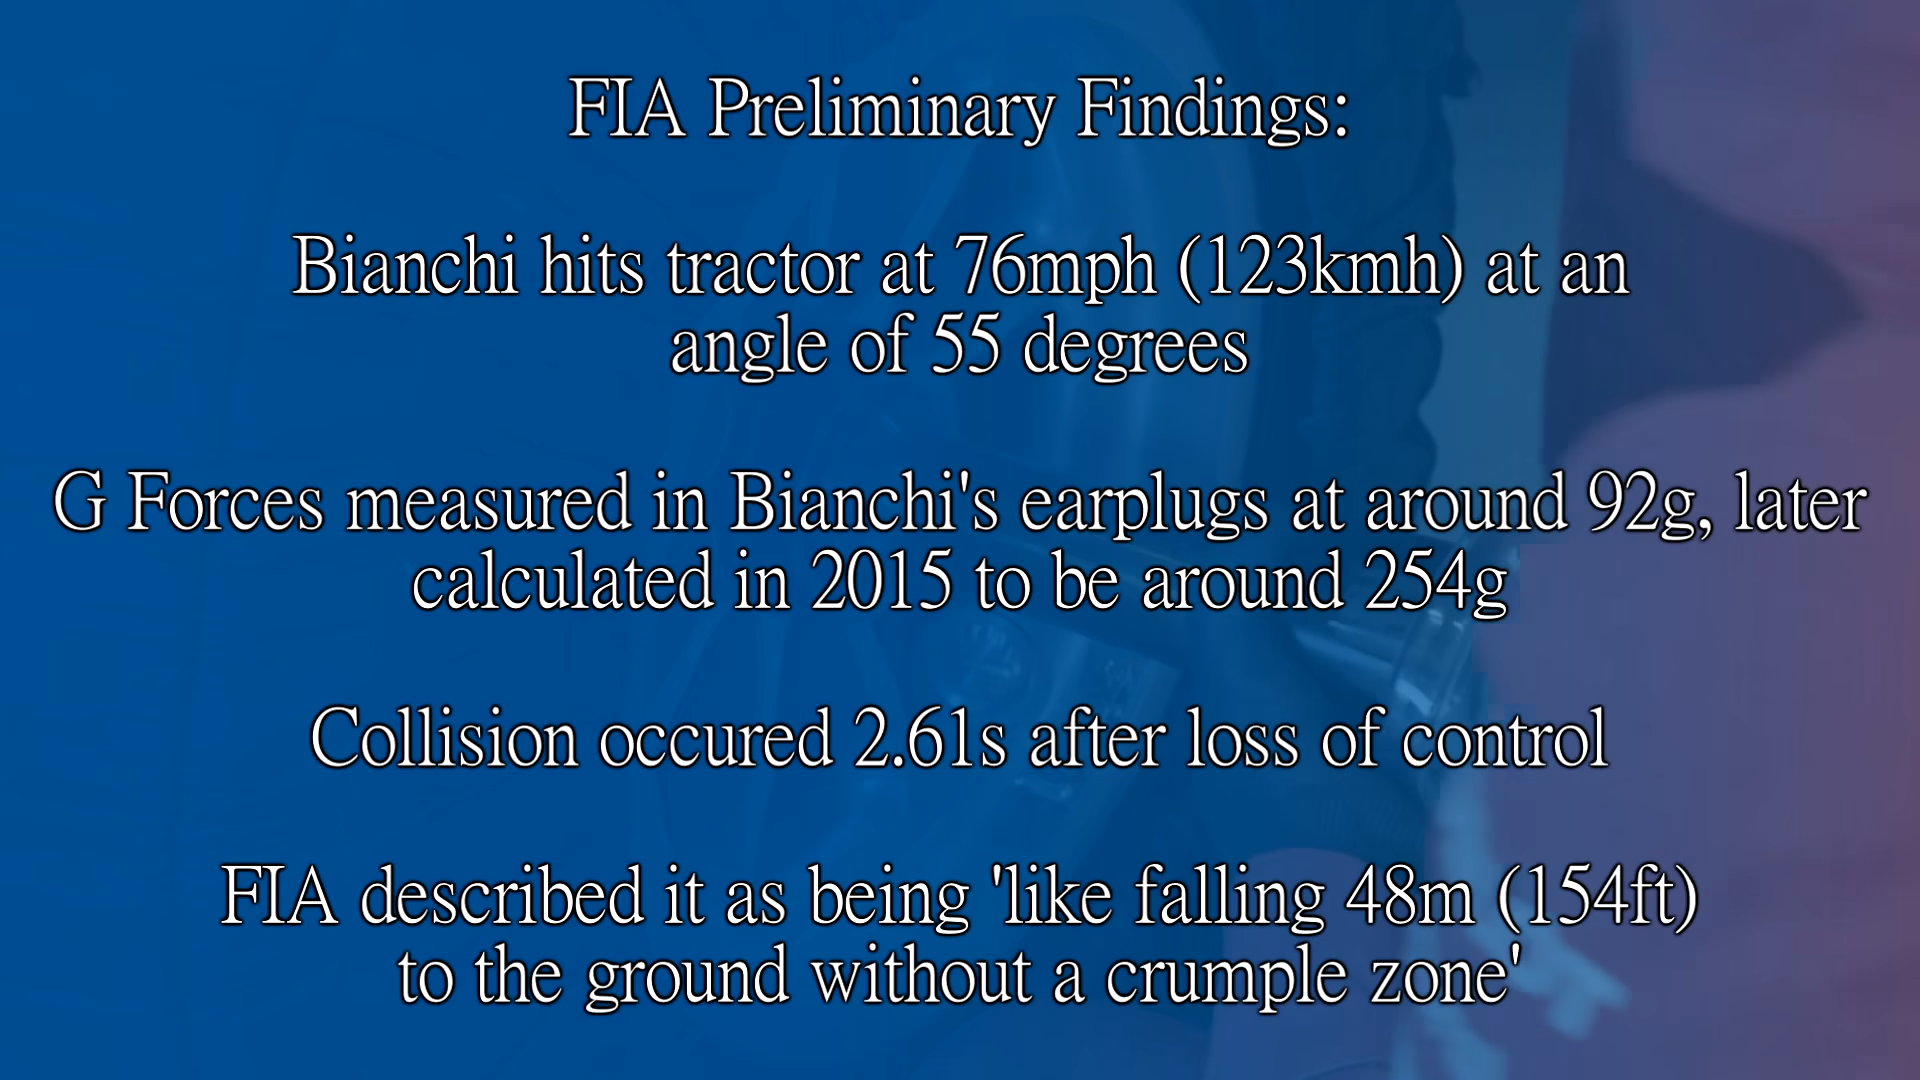 FIA Preliminary Findings:
Bianchi hits tractor at 76mph (123kmh) at an
angle of 55 degrees
G Forces measured in Bianchi's earplugs at around 92g, later
calculated in 2015 to be around 254g
Collision occured 2.61s after loss of control
FIA described it as being 'like falling 48m (154ft)
to the ground without a crumple zone'